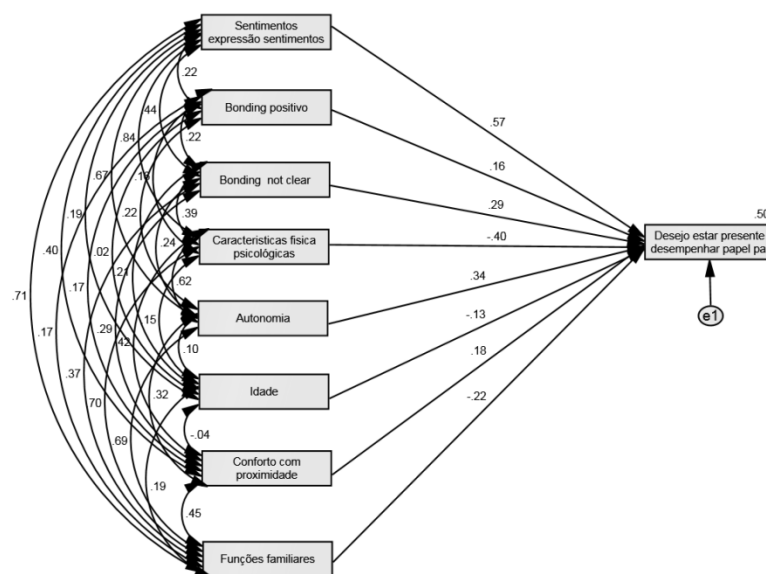 Sentimentos
expressão sentimentos
.22
Bonding positivo
.44
.57
.84
.22
.16
.67
.18
Bonding not clear
.29
.50
.19
.22
.39
Desejo estar presente
desempenhar papel pa
.40
.02
.24
Caracteristicas fisica
psicológicas
-.40
.71
.17
.21
.62
.34
e1
.17
.29
.15
Autonomia
-.13
.42
.10
.37
.32
Idade
.18
.70
-.04
-.22
.69
Conforto com
proximidade
.19
.45
Funções familiares